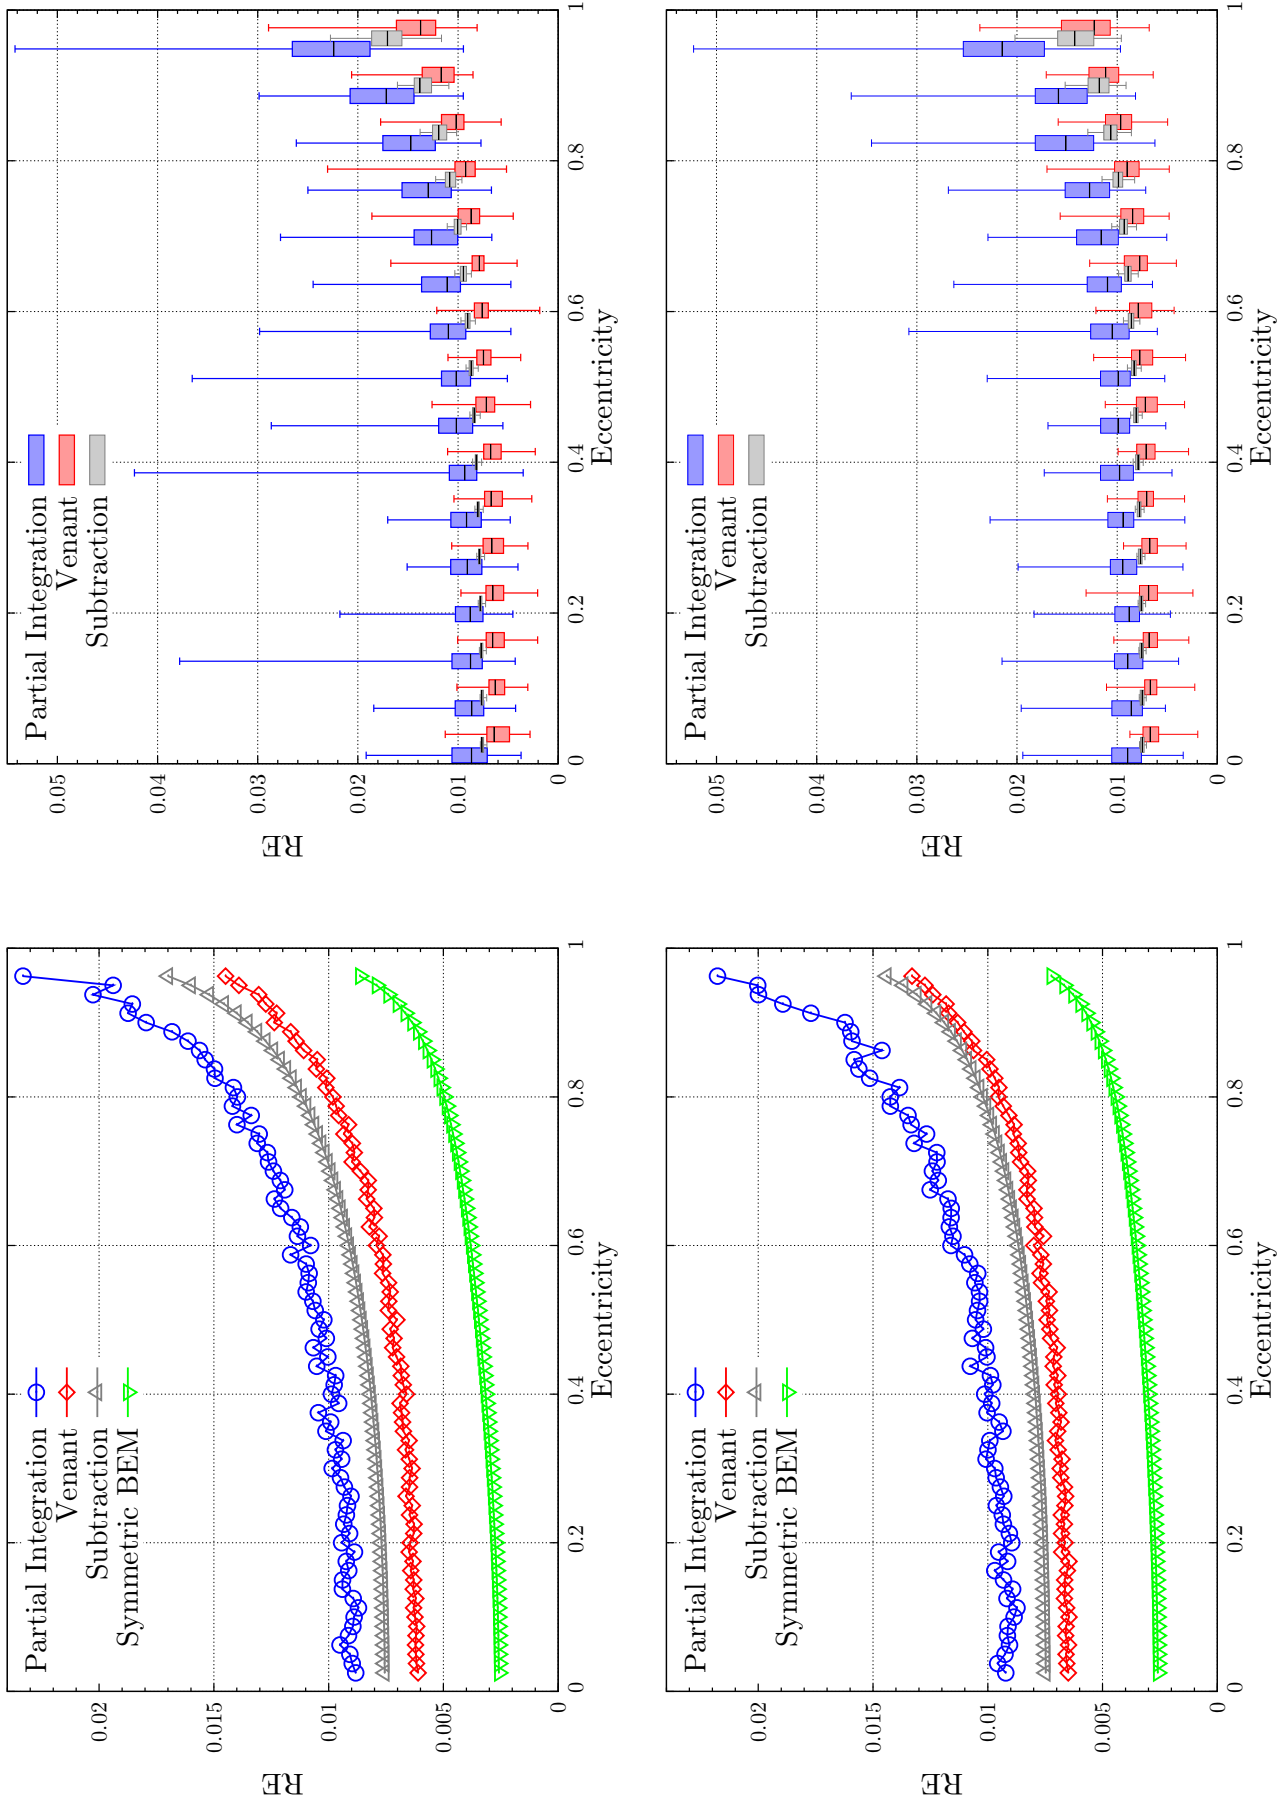 Partial Integration
Venant
Subtraction
Symmetric BEM
0.02
0.015
0.01
0.005
0
RE
0 0.2 0.4 0.6 0.8 1
Eccentricity
Partial Integration
Venant
Subtraction
0.05
0.04
0.03
0.02
0.01
0
RE
0 0.2 0.4 0.6 0.8 1
Eccentricity
Partial Integration
Venant
Subtraction
Symmetric BEM
0.02
0.015
0.01
0.005
0
RE
0 0.2 0.4 0.6 0.8 1
Eccentricity
Partial Integration
Venant
Subtraction
0.05
0.04
0.03
0.02
0.01
0
RE
0 0.2 0.4 0.6 0.8 1
Eccentricity